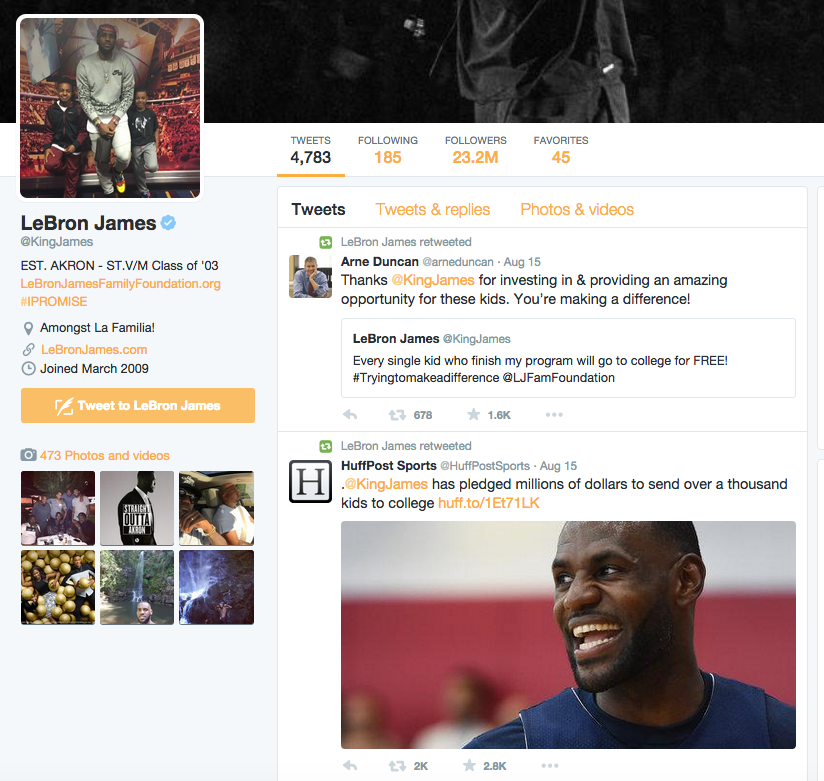 TWEETS
4,783
FOLLOWING
185
FOLLOWERS
23.2M
FAVORITES
45
LeBron James
@KingJames
EST. AKRON - ST.V/M Class of '03
LeBronJamesFamilyFoundation.org
#IPROMISE
Amongst La Familia!
LeBronJames.com
Joined March 2009
Tweet to LeBron James
473 Photos and videos
STRAIGHT
OUTTA
AKRON
Tweets
Tweets & replies
Photos & videos
LeBron James retweeted
Arne Duncan @arneduncan · Aug 15
Thanks @KingJames for investing in & providing an amazing
opportunity for these kids. You're making a difference!
LeBron James @KingJames
Every single kid who finish my program will go to college for FREE!
#Tryingtomakeadifference @LJFamFoundation
678
1.6K
LeBron James retweeted
H
HuffPost Sports @HuffPostSports · Aug 15
.@KingJames has pledged millions of dollars to send over a thousand
kids to college huff.to/1Et71LK
2K
2.8K